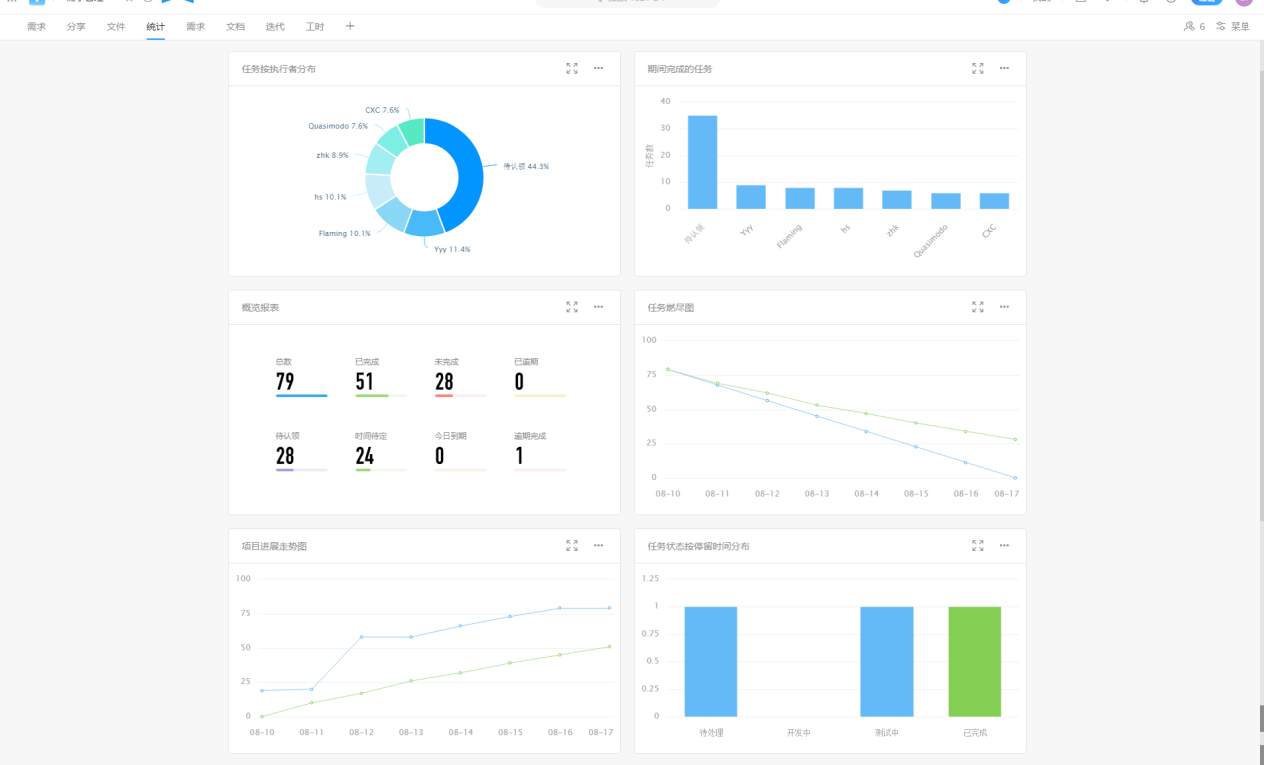 需求 分享 文件 统计 需求 文档 迭代 工时 + 6 菜单
任务按执行者分布
CXC 7.6%
Quasimodo 7.6%
zhk 8.9%
待认领 44.3%
hs 10.1%
Flaming 10.1%
Yyy 11.4%
期间完成的任务
任务数
40
30
20
10
0
待认领 Yyy Flaming hs zhk Quasimodo CXC
概览报表
总数 已完成 未完成 已逾期
79 51 28 0
待认领 时间待定 今日到期 逾期完成
28 24 0 1
任务燃尽图
100
75
50
25
0
08-10 08-11 08-12 08-13 08-14 08-15 08-16 08-17
项目进展走势图
100
75
50
25
0
08-10 08-11 08-12 08-13 08-14 08-15 08-16 08-17
任务状态按停留时间分布
1.25
1
0.75
0.5
0.25
0
待处理 开发中 测试中 已完成